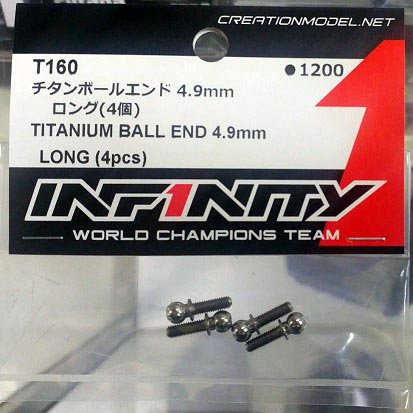 CREATIONMODEL.NET
T160
●1200
チタンボールエンド 4.9mm
ロング(4個)
TITANIUM BALL END 4.9mm
LONG (4pcs)
INF1NITY
WORLD CHAMPIONS TEAM